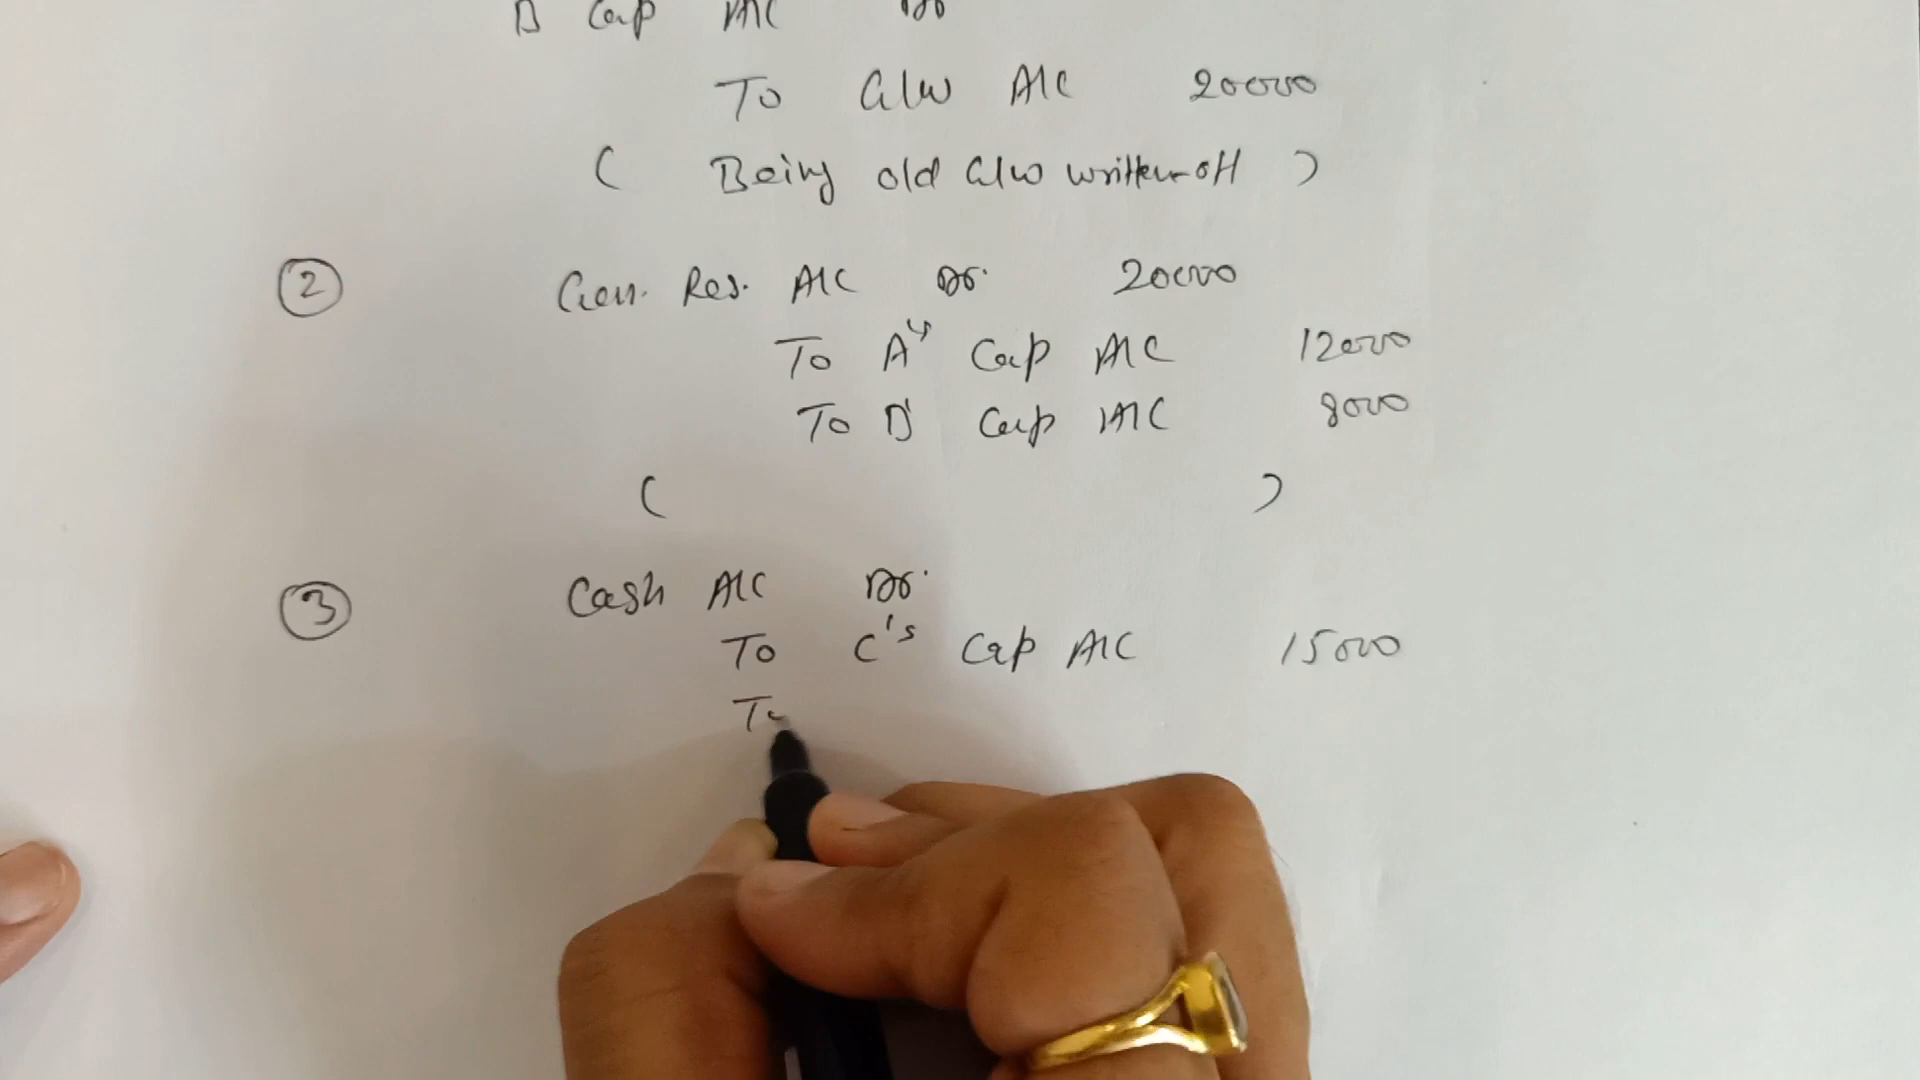 B Cap A/C Dr
To G/w A/C 20000
( Being old G/w written off )
2 Gen. Res. A/C Dr. 20000
To A's Cap A/C 12000
To B' Cap A/C 8000
( )
3 Cash A/C Dr.
To C's Cap A/C 15000
To